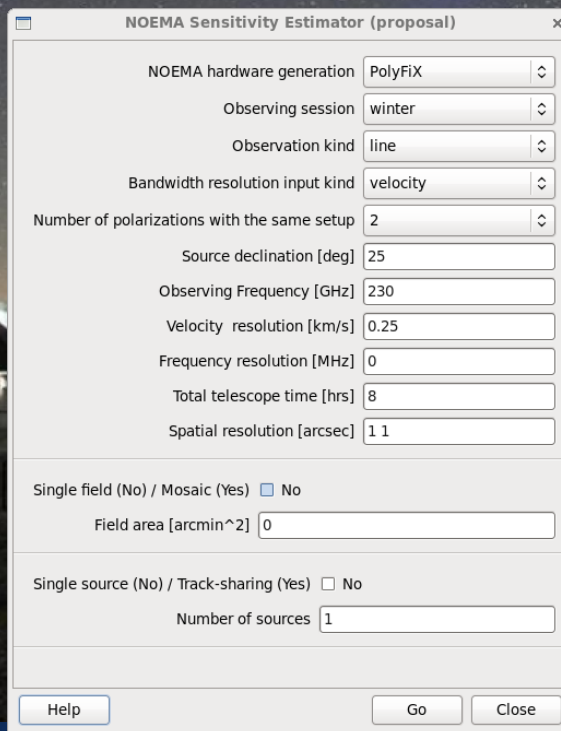 NOEMA Sensitivity Estimator (proposal)
NOEMA hardware generation PolyFiX
Observing session winter
Observation kind line
Bandwidth resolution input kind velocity
Number of polarizations with the same setup 2
Source declination [deg] 25
Observing Frequency [GHz] 230
Velocity  resolution [km/s] 0.25
Frequency resolution [MHz] 0
Total telescope time [hrs] 8
Spatial resolution [arcsec] 1 1
Single field (No) / Mosaic (Yes) No
Field area [arcmin^2] 0
Single source (No) / Track-sharing (Yes) No
Number of sources 1
Help Go Close